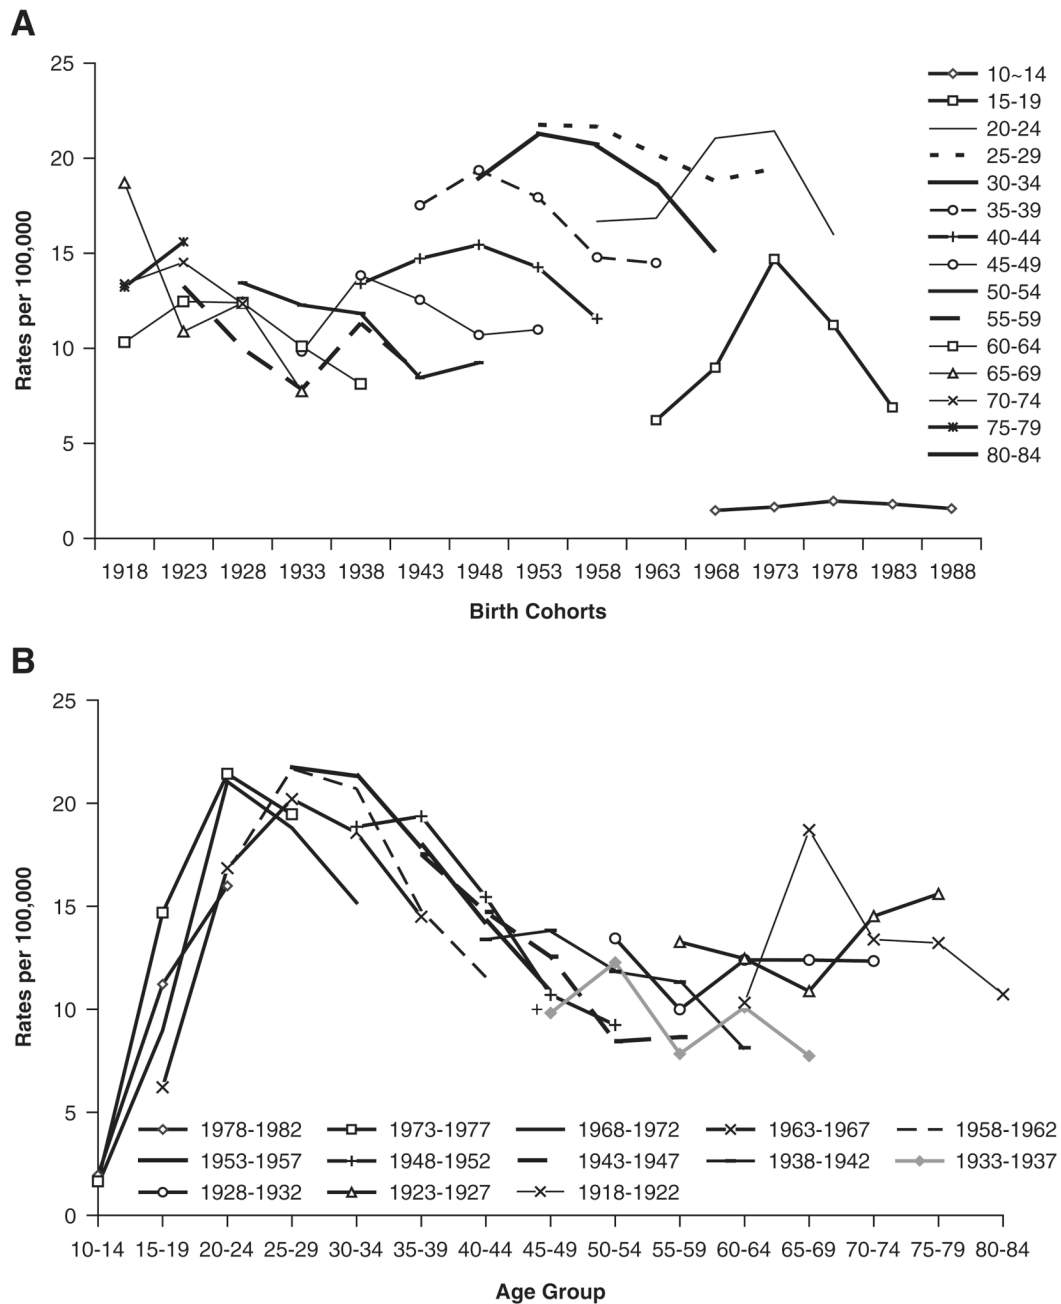 A
25
20
15
10
5
0
Rates per 100,000
1918 1923 1928 1933 1938 1943 1948 1953 1958 1963 1968 1973 1978 1983 1988
Birth Cohorts
10~14
15-19
20-24
25-29
30-34
35-39
40-44
45-49
50-54
55-59
60-64
65-69
70-74
75-79
80-84
B
25
20
15
10
5
0
Rates per 100,000
1978-1982 1973-1977 1968-1972 1963-1967 1958-1962
1953-1957 1948-1952 1943-1947 1938-1942 1933-1937
1928-1932 1923-1927 1918-1922
10-14 15-19 20-24 25-29 30-34 35-39 40-44 45-49 50-54 55-59 60-64 65-69 70-74 75-79 80-84
Age Group